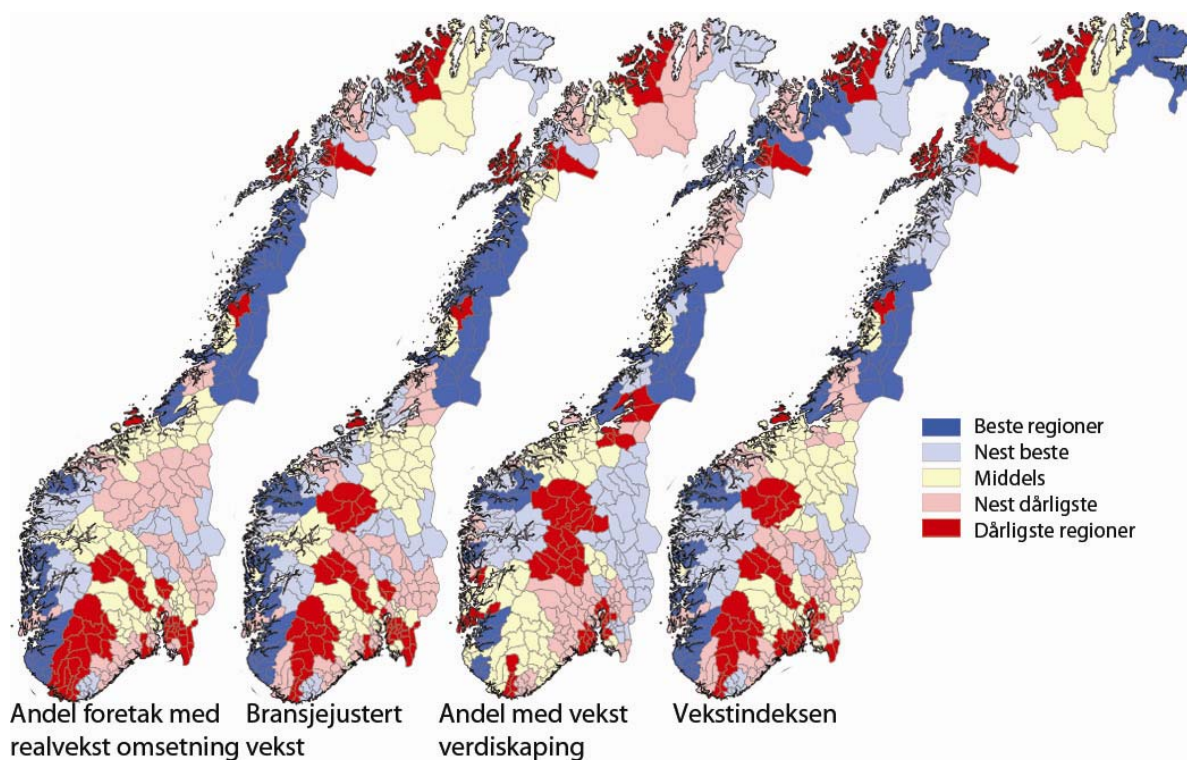 Beste regioner
Nest beste
Middels
Nest dårligste
Dårligste regioner
Andel foretak med
realvekst omsetning
Bransjejustert
vekst
Andel med vekst
verdiskaping
Vekstindeksen